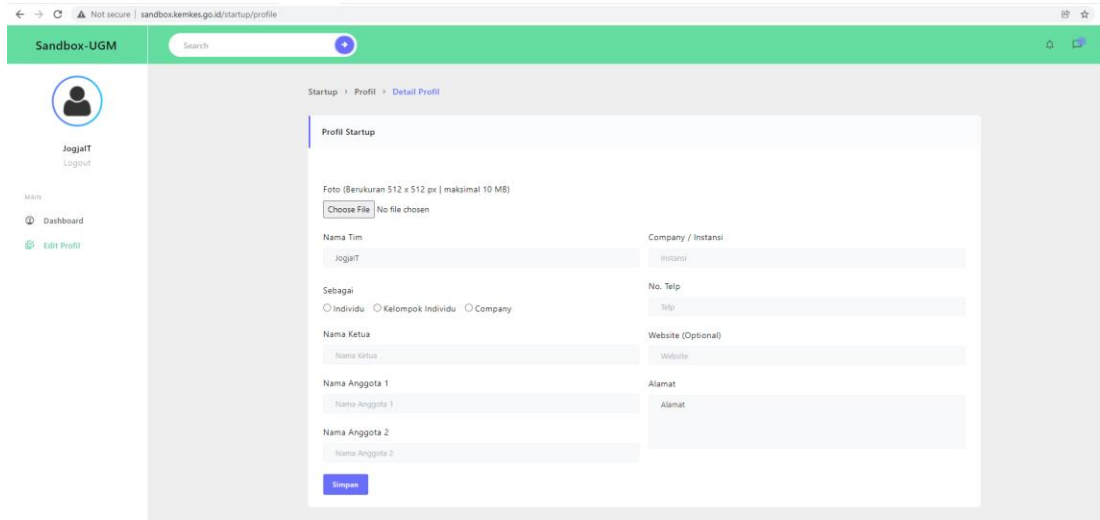 Not secure | sandbox.kemkes.go.id/startup/profile
Sandbox-UGM
Search
JogjaIT
Logout
MAIN
Dashboard
Edit Profil
Startup > Profil > Detail Profil
Profil Startup
Foto (Berukuran 512 x 512 px | maksimal 10 MB)
Choose File No file chosen
Nama Tim
JogjaIT
Sebagai
Individu Kelompok Individu Company
Nama Ketua
Nama Ketua
Nama Anggota 1
Nama Anggota 1
Nama Anggota 2
Nama Anggota 2
Simpan
Company / Instansi
Instansi
No. Telp
Telp
Website (Optional)
Website
Alamat
Alamat